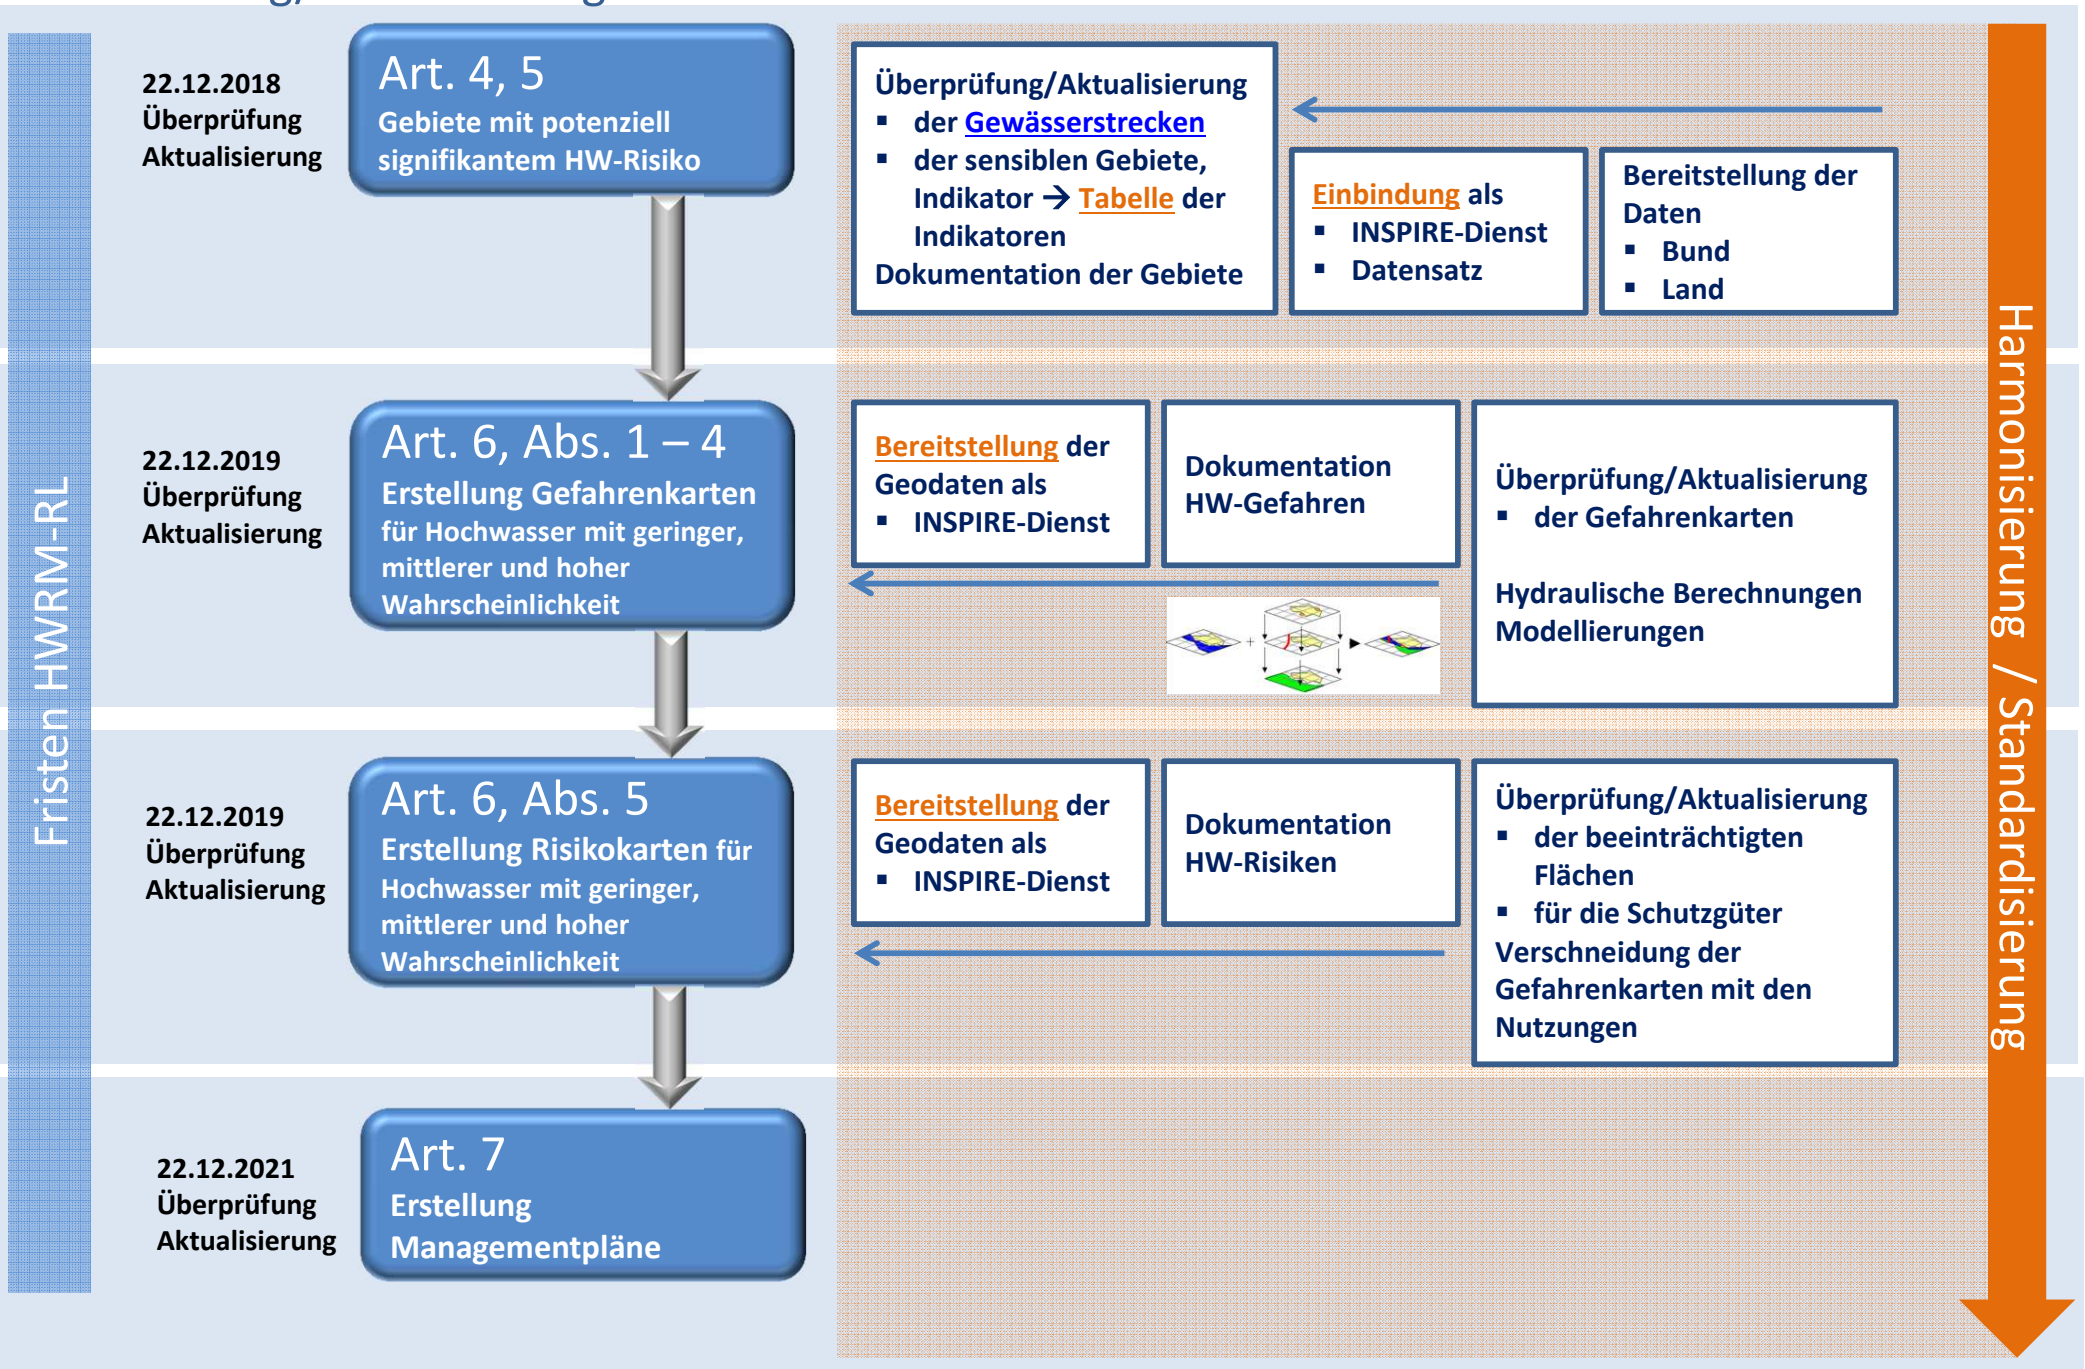 Fristen HWRM-RL
22.12.2018
Überprüfung
Aktualisierung
Art. 4, 5
Gebiete mit potenziell
signifikantem HW-Risiko
Überprüfung/Aktualisierung
▪ der Gewässerstrecken
▪ der sensiblen Gebiete,
Indikator → Tabelle der
Indikatoren
Dokumentation der Gebiete
Einbindung als
▪ INSPIRE-Dienst
▪ Datensatz
Bereitstellung der
Daten
▪ Bund
▪ Land
22.12.2019
Überprüfung
Aktualisierung
Art. 6, Abs. 1 – 4
Erstellung Gefahrenkarten
für Hochwasser mit geringer,
mittlerer und hoher
Wahrscheinlichkeit
Bereitstellung der
Geodaten als
▪ INSPIRE-Dienst
Dokumentation
HW-Gefahren
Überprüfung/Aktualisierung
▪ der Gefahrenkarten
Hydraulische Berechnungen
Modellierungen
22.12.2019
Überprüfung
Aktualisierung
Art. 6, Abs. 5
Erstellung Risikokarten für
Hochwasser mit geringer,
mittlerer und hoher
Wahrscheinlichkeit
Bereitstellung der
Geodaten als
▪ INSPIRE-Dienst
Dokumentation
HW-Risiken
Überprüfung/Aktualisierung
▪ der beeinträchtigten
Flächen
▪ für die Schutzgüter
Verschneidung der
Gefahrenkarten mit den
Nutzungen
22.12.2021
Überprüfung
Aktualisierung
Art. 7
Erstellung
Managementpläne
Harmonisierung / Standardisierung